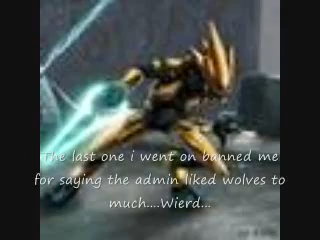 The last one i went on banned me
for saying the admin liked wolves to
much....Wierd...